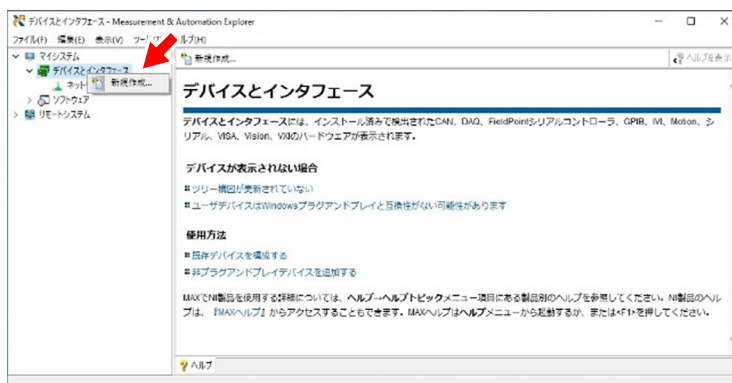 デバイスとインタフェース - Measurement & Automation Explorer
ファイル(F) 編集(E) 表示(V) ツール(T) ヘルプ(H)
マイシステム
デバイスとインタフェース
ネット
新規作成...
ソフトウェア
リモートシステム
新規作成...
ヘルプを表示
デバイスとインタフェース
デバイスとインタフェースには、インストール済みで検出されたCAN、DAQ、FieldPointシリアルコントローラ、GPIB、IVI、Motion、シ
リアル、VISA、Vision、VXIのハードウェアが表示されます。
デバイスが表示されない場合
ツリー構図が更新されていない
ユーザデバイスはWindowsプラグアンドプレイと互換性がない可能性があります
使用方法
既存デバイスを構成する
非プラグアンドプレイデバイスを追加する
MAXでNI製品を使用する詳細については、ヘルプ→ヘルプトピックメニュー項目にある製品別のヘルプを参照してください。NI製品のヘル
プは、『MAXヘルプ』からアクセスすることもできます。MAXヘルプはヘルプメニューから起動するか、または<F1>を押してください。
ヘルプ